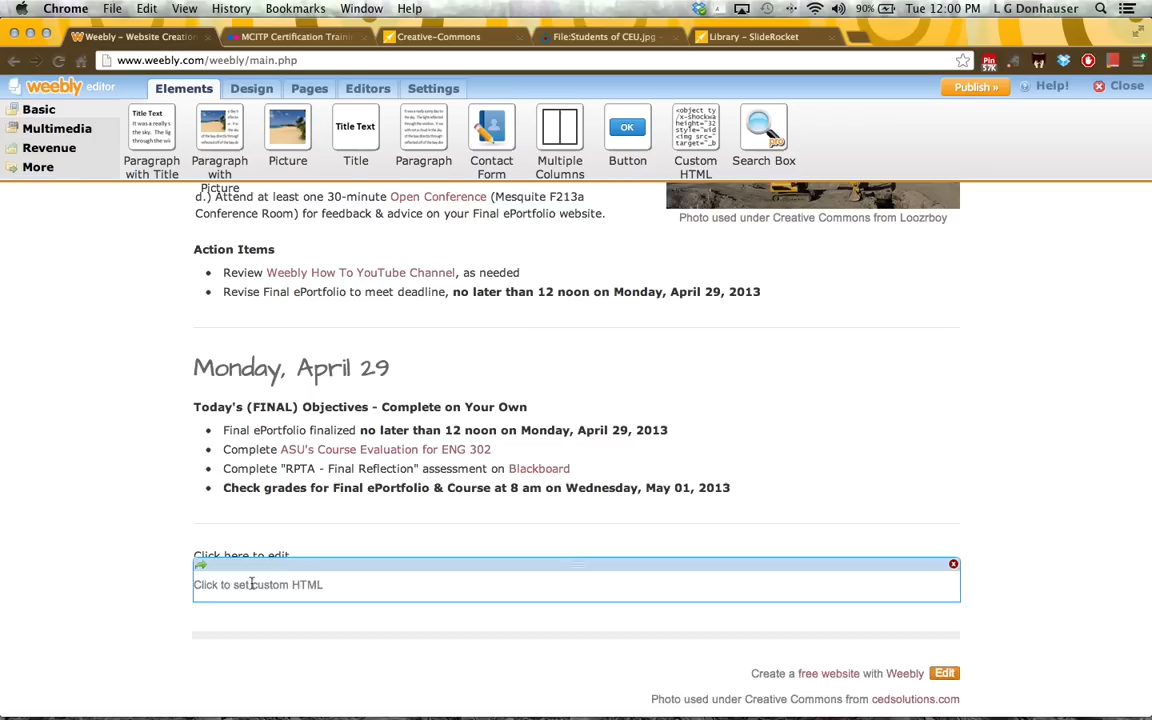 Chrome File Edit View History Bookmarks Window Help 90% Tue 12:00 PM L G Donhauser
Weebly - Website Creation MCITP Certification Trainin Creative-Commons File:Students of CEU.jpg - Library - SlideRocket
www.weebly.com/weebly/main.php Pin 57K
weebly editor Elements Design Pages Editors Settings Publish » Help! Close
Basic
Multimedia
Revenue
More
Title Text
OK
Paragraph with Title
Paragraph with Picture
Picture
Title
Paragraph
Contact Form
Multiple Columns
Button
Custom HTML
Search Box
pro
d.) Attend at least one 30-minute Open Conference (Mesquite F213a
Conference Room) for feedback & advice on your Final ePortfolio website.
Photo used under Creative Commons from Loozrboy
Action Items
• Review Weebly How To YouTube Channel, as needed
• Revise Final ePortfolio to meet deadline, no later than 12 noon on Monday, April 29, 2013
Monday, April 29
Today's (FINAL) Objectives - Complete on Your Own
• Final ePortfolio finalized no later than 12 noon on Monday, April 29, 2013
• Complete ASU's Course Evaluation for ENG 302
• Complete "RPTA - Final Reflection" assessment on Blackboard
• Check grades for Final ePortfolio & Course at 8 am on Wednesday, May 01, 2013
Click here to edit
Click to set custom HTML
Create a free website with Weebly Edit
Photo used under Creative Commons from cedsolutions.com